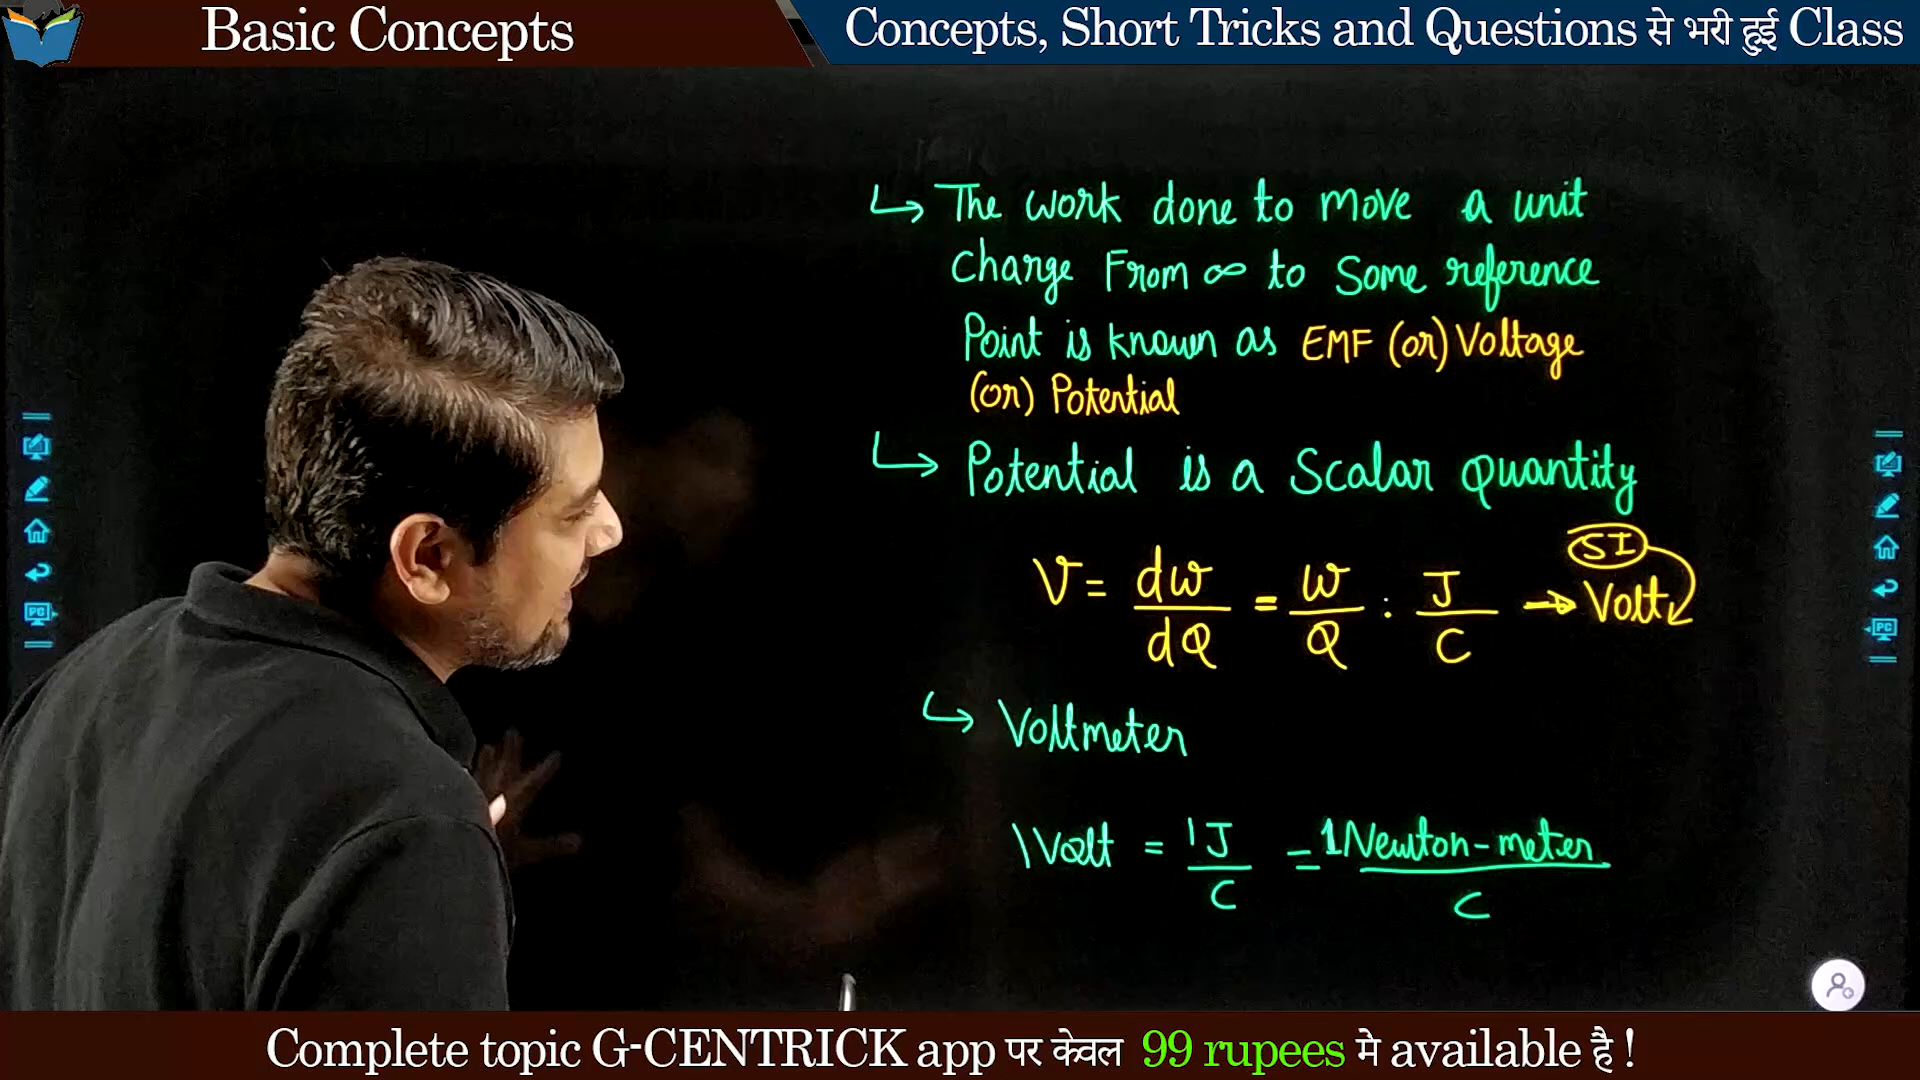 Basic Concepts
Concepts, Short Tricks and Questions से भरी हुई Class
↳ The work done to move a unit
charge From ∞ to some reference
Point is known as EMF (or) Voltage
(or) Potential
↳ Potential is a Scalar quantity
SI
V = dw/dQ = w/Q : J/C → Volt
↳ Voltmeter
1Volt = 1J/C = 1Newton-meter/C
PC
PC
Complete topic G-CENTRICK app पर केवल 99 rupees मे available है !